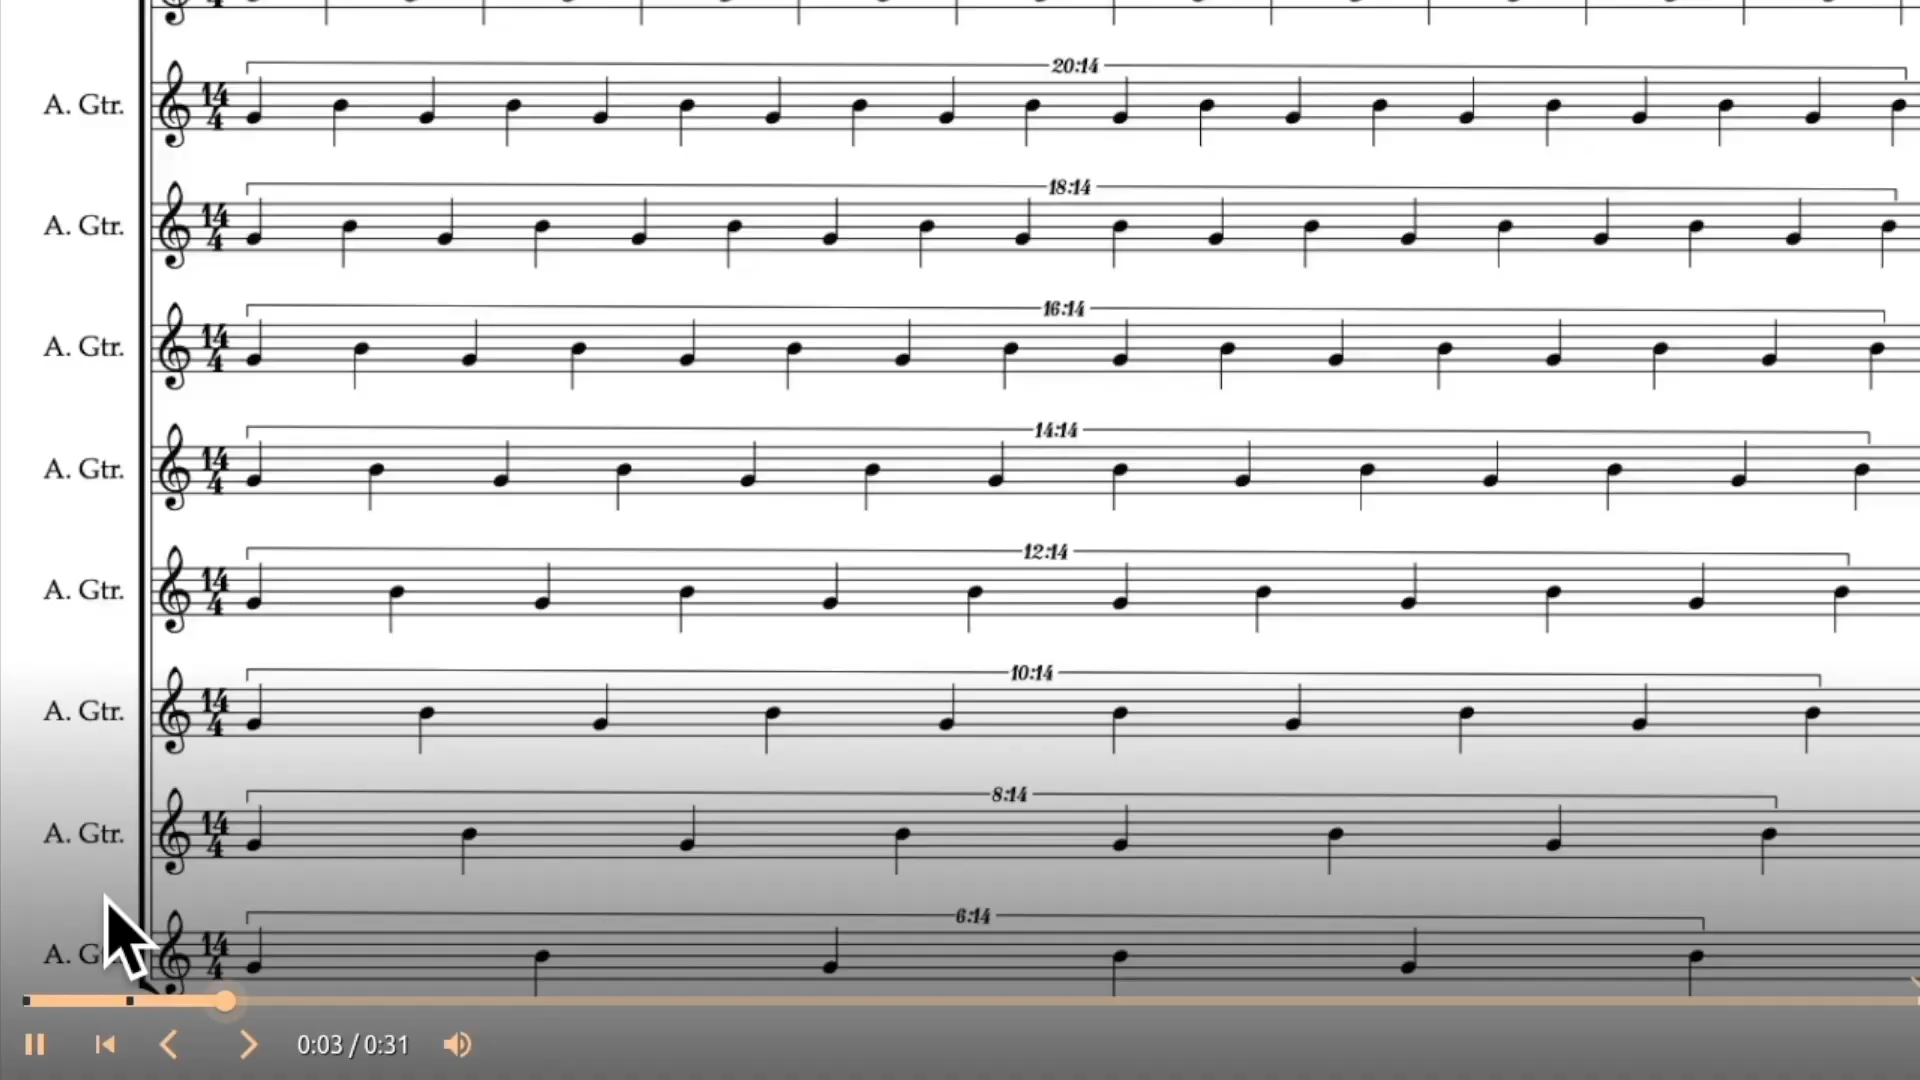 20:14
A. Gtr. 14 4
18:14
A. Gtr. 14 4
16:14
A. Gtr. 14 4
14:14
A. Gtr. 14 4
12:14
A. Gtr. 14 4
10:14
A. Gtr. 14 4
8:14
A. Gtr. 14 4
6:14
A. G 14 4
0:03 / 0:31